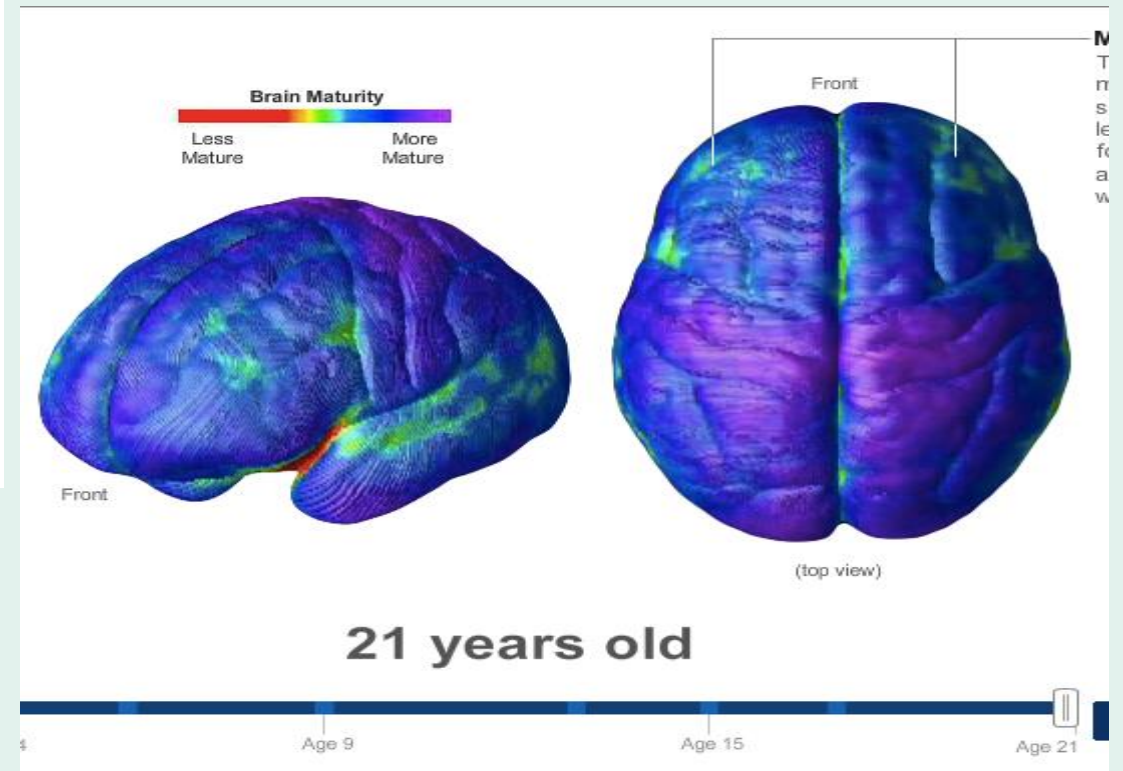 Brain Maturity
Less Mature
More Mature
Front
Front
(top view)
21 years old
Age 9
Age 15
Age 21